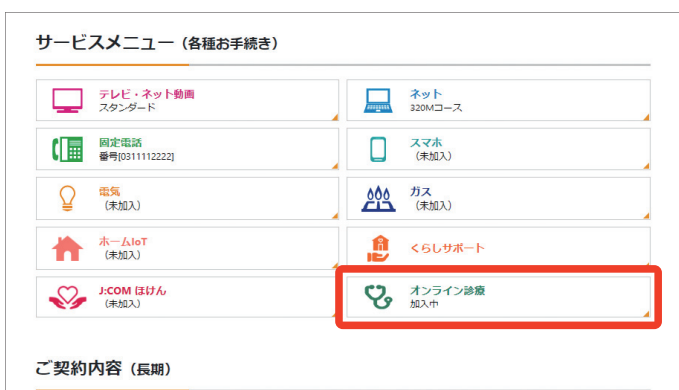 サービスメニュー（各種お手続き）
テレビ・ネット動画
スタンダード
ネット
320Mコース
固定電話
番号[0311112222]
スマホ
（未加入）
電気
（未加入）
ガス
（未加入）
ホームIoT
（未加入）
くらしサポート
J:COM ほけん
（未加入）
オンライン診療
加入中
ご契約内容（長期）